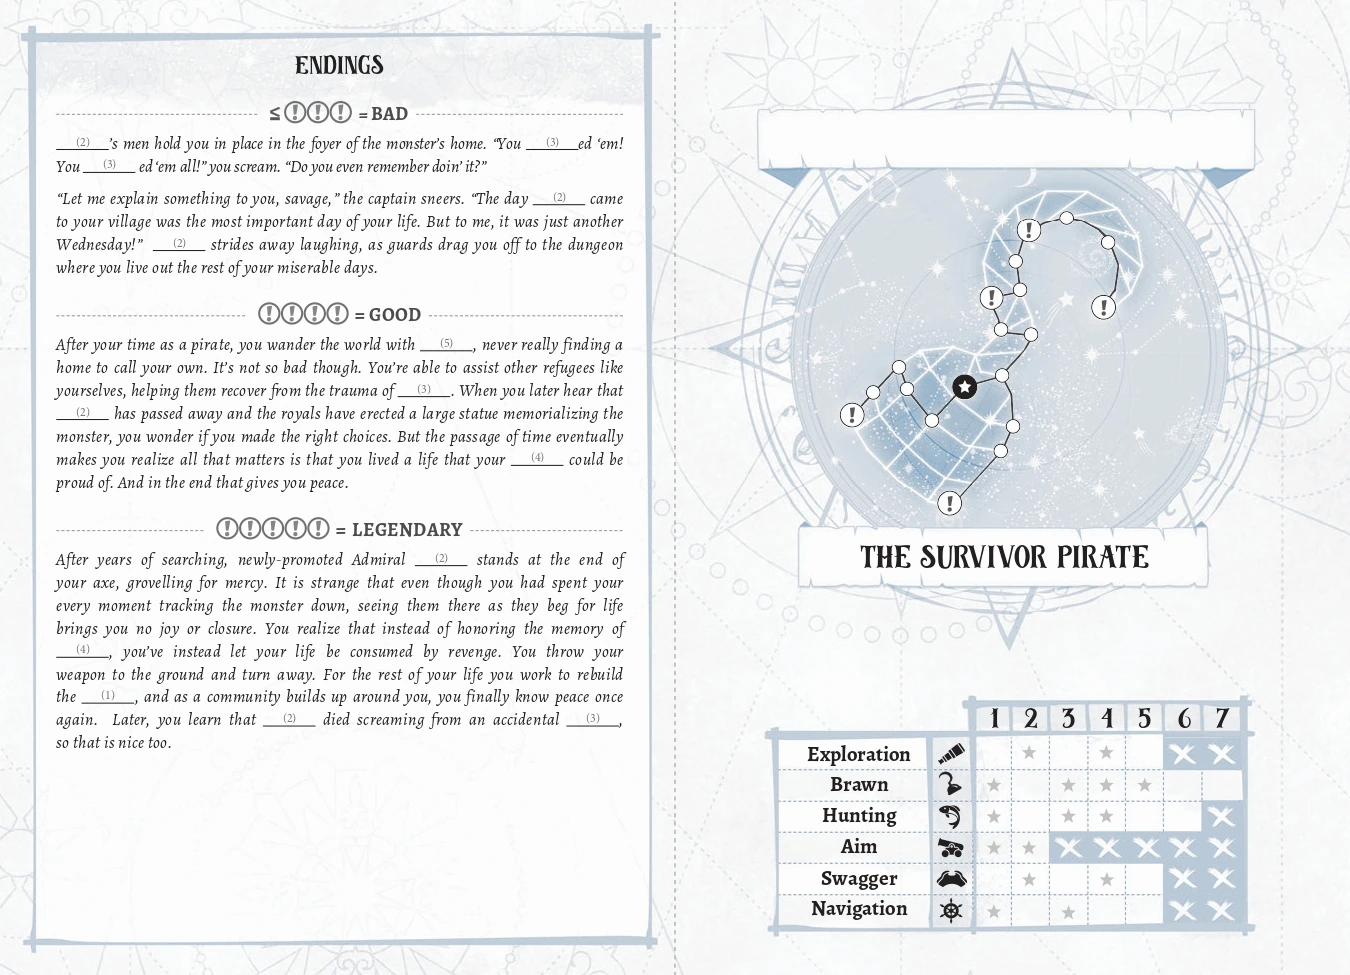 ENDINGS
≤ ! ! ! = BAD
(2) 's men hold you in place in the foyer of the monster's home. “You (3) ed ‘em!
You (3) ed ‘em all!” you scream. “Do you even remember doin’ it?”
“Let me explain something to you, savage,” the captain sneers. “The day (2) came
to your village was the most important day of your life. But to me, it was just another
Wednesday!” (2) strides away laughing, as guards drag you off to the dungeon
where you live out the rest of your miserable days.
! ! ! ! = GOOD
After your time as a pirate, you wander the world with (5) , never really finding a
home to call your own. It’s not so bad though. You’re able to assist other refugees like
yourselves, helping them recover from the trauma of (3) . When you later hear that
(2) has passed away and the royals have erected a large statue memorializing the
monster, you wonder if you made the right choices. But the passage of time eventually
makes you realize all that matters is that you lived a life that your (4) could be
proud of. And in the end that gives you peace.
! ! ! ! ! = LEGENDARY
After years of searching, newly-promoted Admiral (2) stands at the end of
your axe, grovelling for mercy. It is strange that even though you had spent your
every moment tracking the monster down, seeing them there as they beg for life
brings you no joy or closure. You realize that instead of honoring the memory of
(4) , you’ve instead let your life be consumed by revenge. You throw your
weapon to the ground and turn away. For the rest of your life you work to rebuild
the (1) , and as a community builds up around you, you finally know peace once
again. Later, you learn that (2) died screaming from an accidental (3) ,
so that is nice too.
! ! ! ! !
THE SURVIVOR PIRATE
1 2 3 4 5 6 7
Exploration
Brawn
Hunting
Aim
Swagger
Navigation